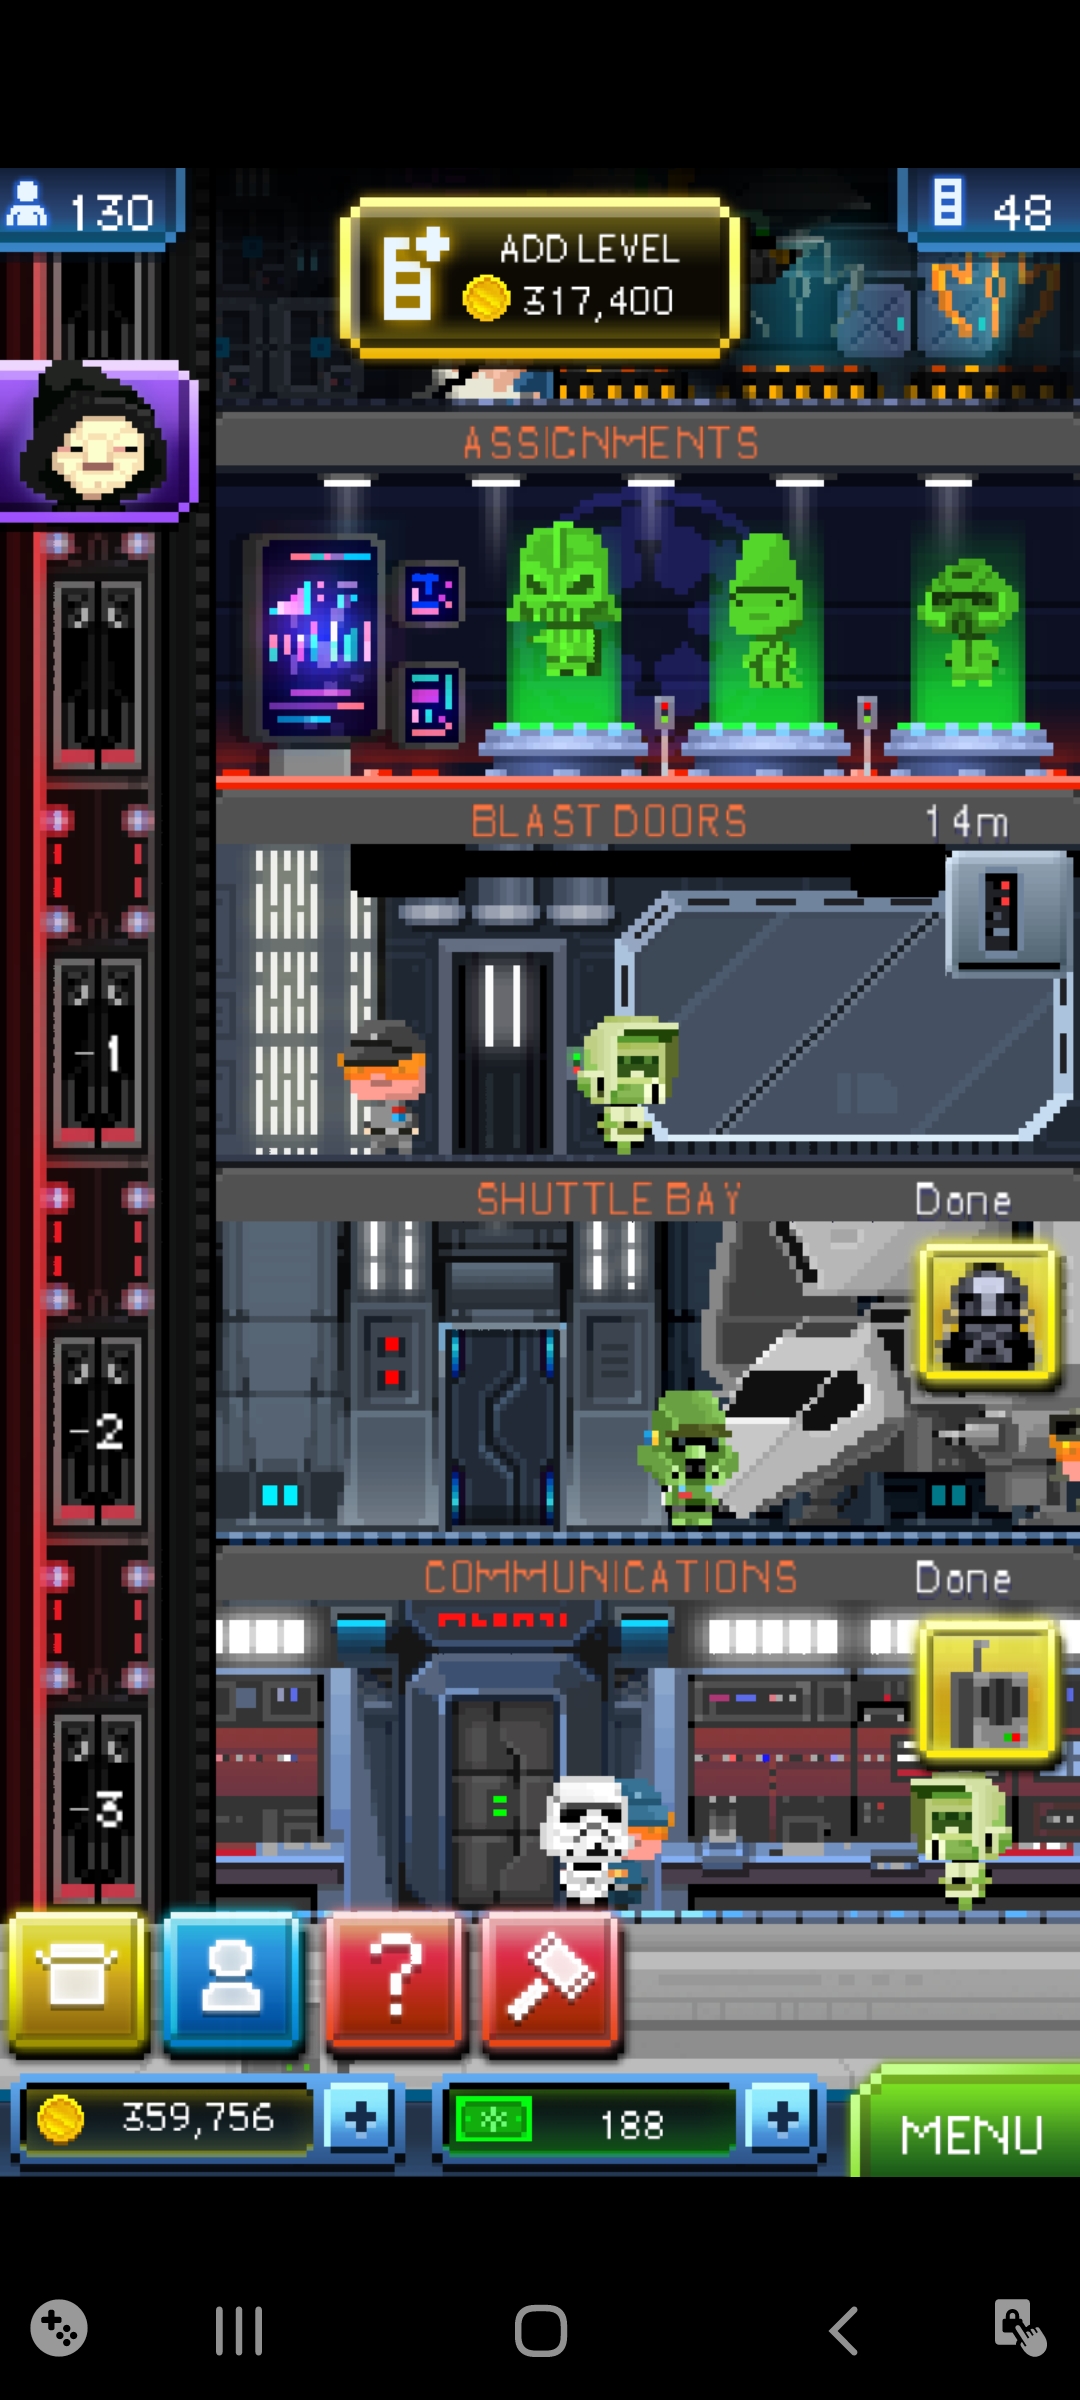 130
48
ADD LEVEL
317,400
ASSIGNMENTS
BLAST DOORS
14m
-1
SHUTTLE BAY
Done
-2
COMMUNICATIONS
Done
-3
?
359,756
+
188
+
MENU